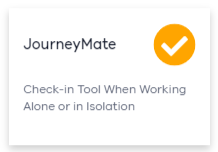 JourneyMate
Check-in Tool When Working
Alone or in Isolation